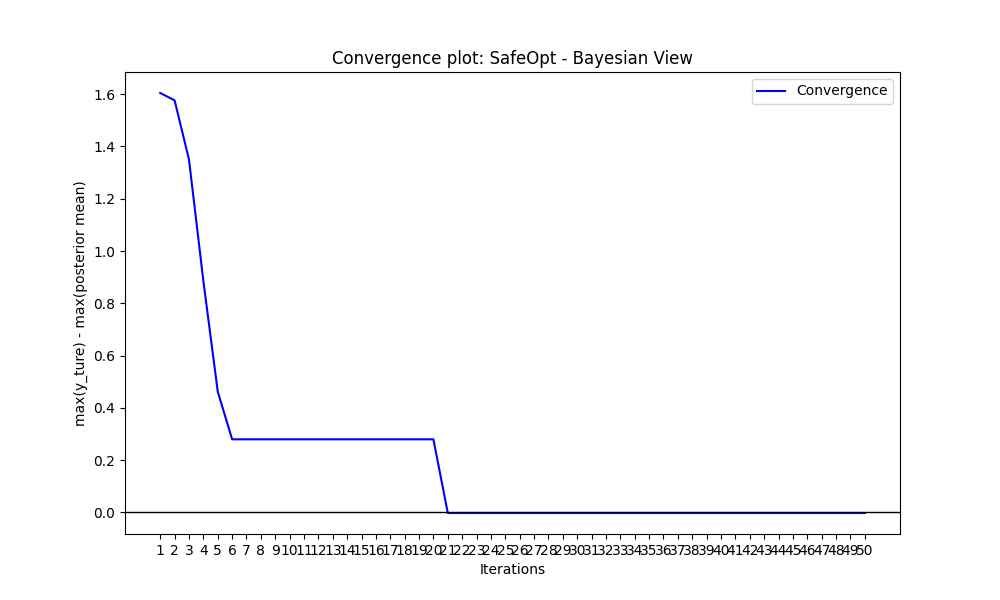 Convergence plot: SafeOpt - Bayesian View
Convergence
max(y_ture) - max(posterior mean)
1.6
1.4
1.2
1.0
0.8
0.6
0.4
0.2
0.0
1 2 3 4 5 6 7 8 9 10 11 12 13 14 15 16 17 18 19 20 21 22 23 24 25 26 27 28 29 30 31 32 33 34 35 36 37 38 39 40 41 42 43 44 45 46 47 48 49 50
Iterations